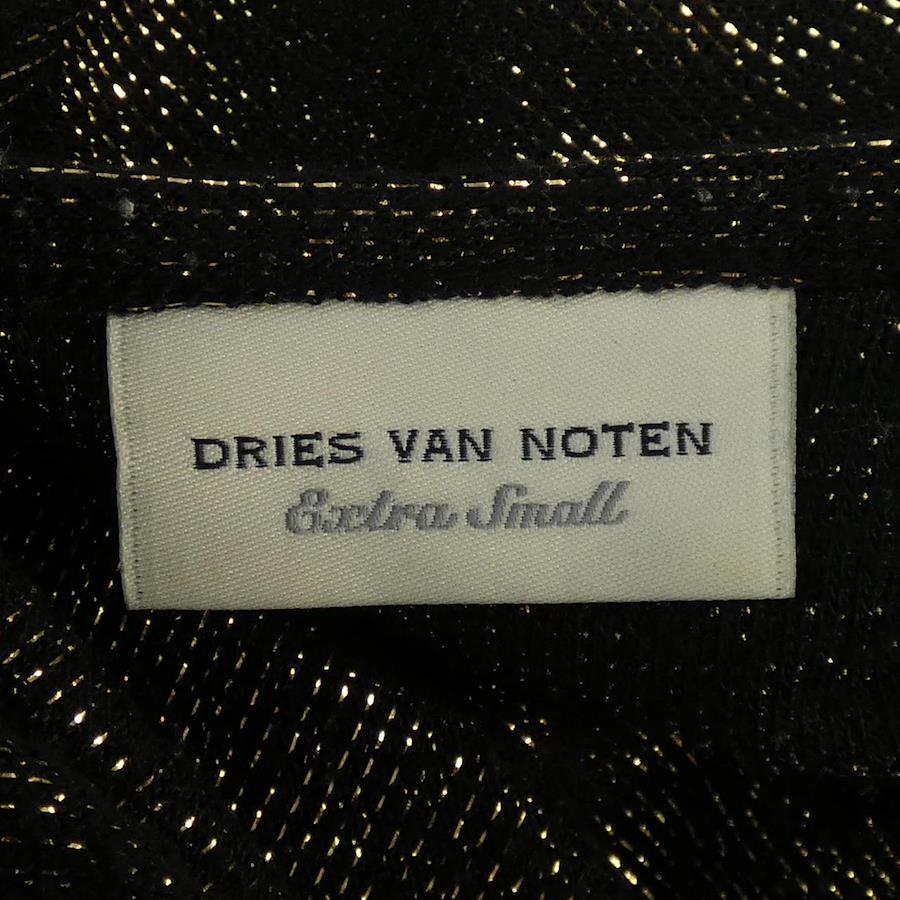 DRIES VAN NOTEN
Extra Small